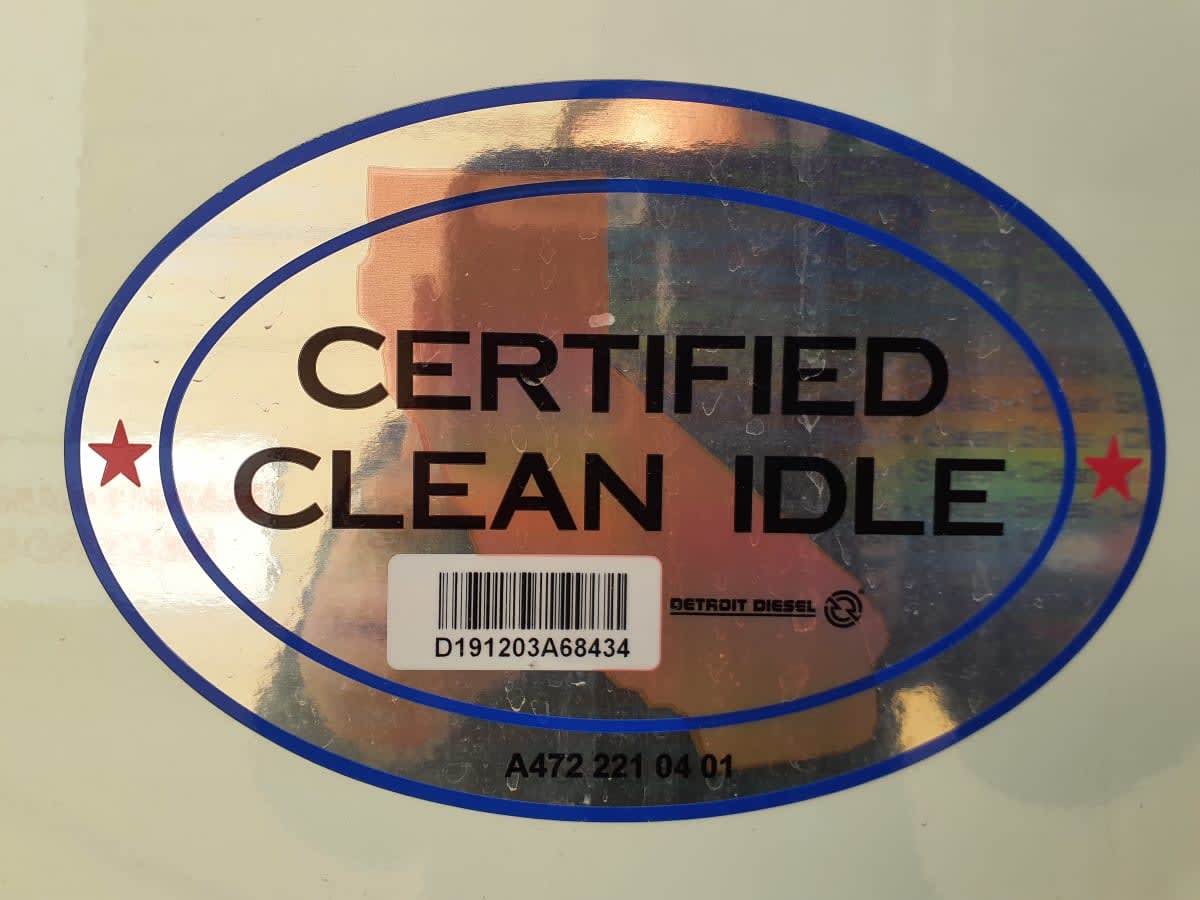 CERTIFIED
CLEAN IDLE
D191203A68434
DETROIT DIESEL
A472 221 04 01